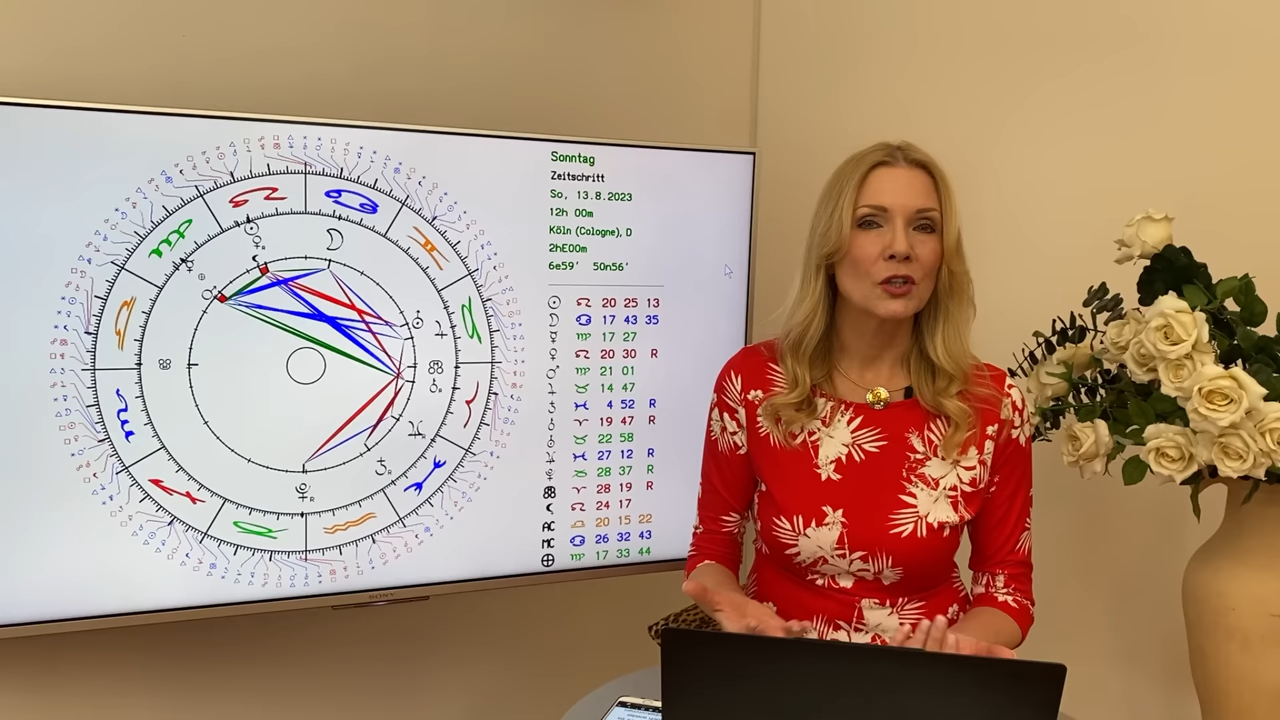 Sonntag
Zeitschritt
So, 13.8.2023
12h 00m
Köln (Cologne), D
2hE00m
6e59' 50n56'
☉ ♌ 20 25 13
☽ ♋ 17 43 35
☿ ♍ 17 27
♀ ♌ 20 30 R
♂ ♍ 21 01
♃ ♉ 14 47
♄ ♓ 4 52 R
⚷ ♈ 19 47 R
♅ ♉ 22 58
♆ ♓ 27 12 R
♇ ♑ 28 37 R
☊ ♈ 28 19 R
⚸ ♌ 24 17
AC ♎ 20 15 22
MC ♋ 26 32 43
⊕ ♍ 17 33 44
SONY